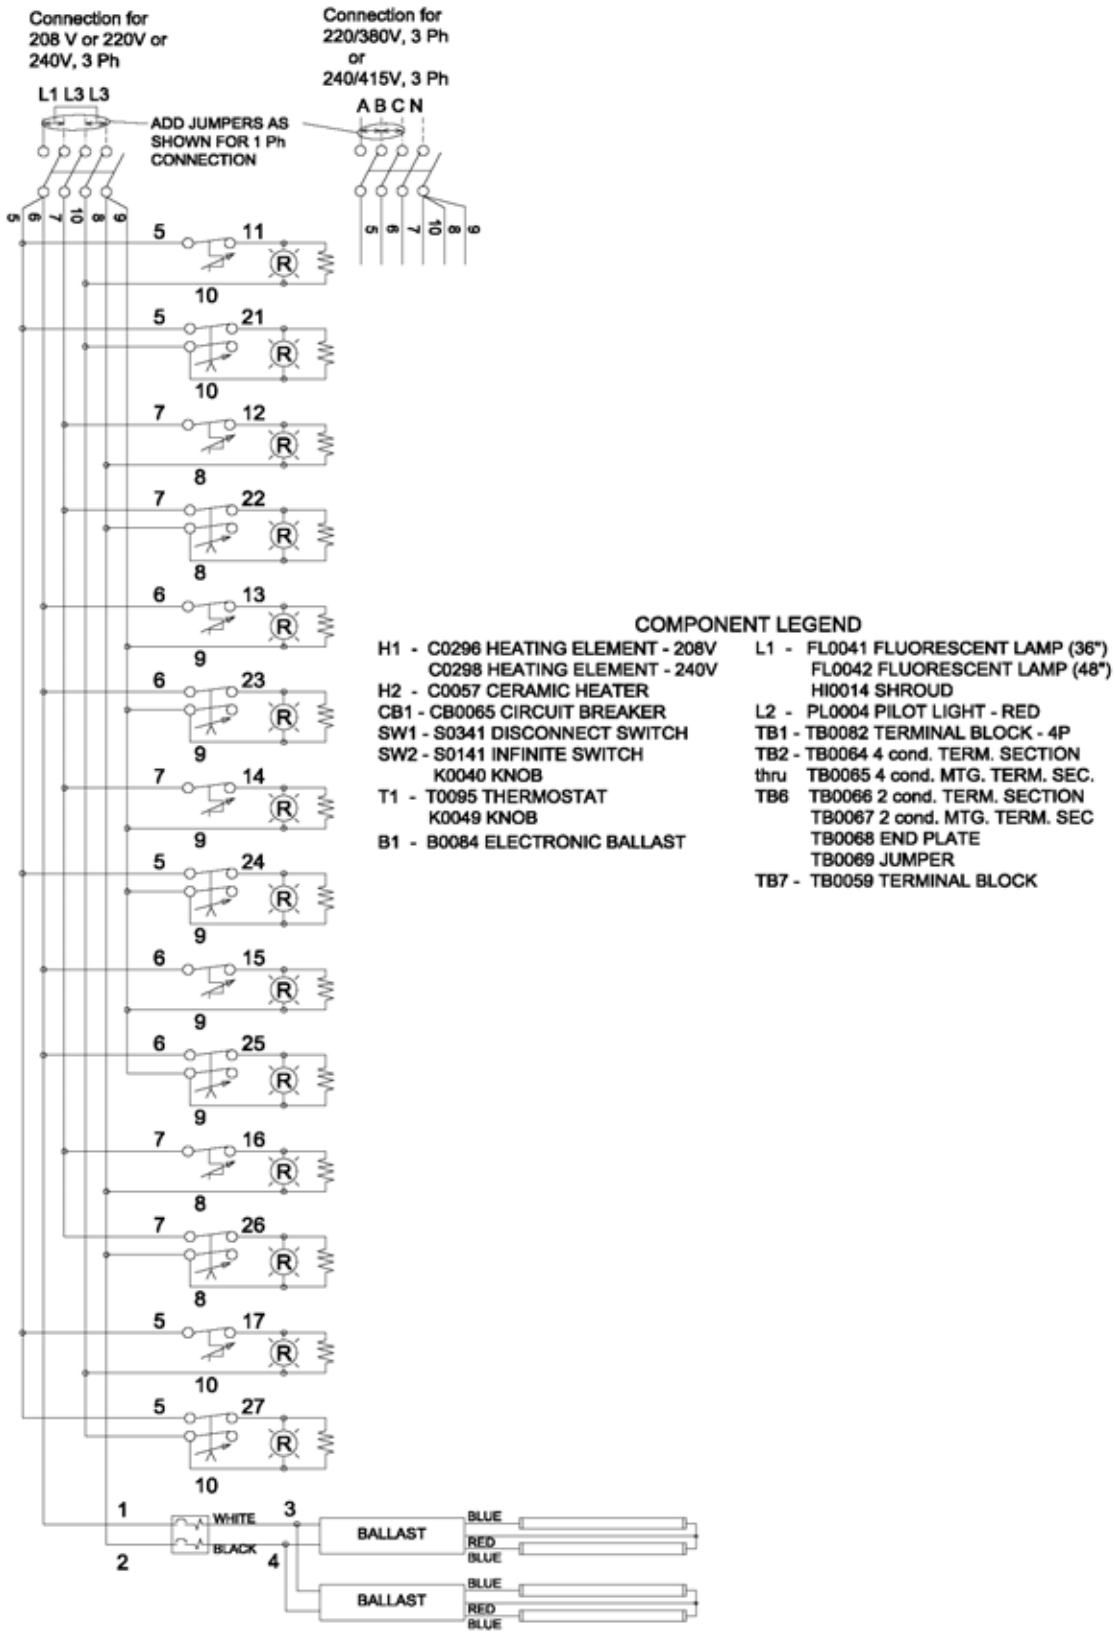 Connection for
208 V or 220V or
240V, 3 Ph
L1 L3 L3
Connection for
220/380V, 3 Ph
or
240/415V, 3 Ph
A B C N
ADD JUMPERS AS
SHOWN FOR 1 Ph
CONNECTION
5 6 7 10 8 9
5 6 7 10 8 9
5 11
R
10
5 21
R
10
7 12
R
8
7 22
R
8
6 13
R
9
6 23
R
9
7 14
R
9
5 24
R
9
6 15
R
9
6 25
R
9
7 16
R
8
7 26
R
8
5 17
R
10
5 27
R
10
COMPONENT LEGEND
H1 - C0296 HEATING ELEMENT - 208V
C0298 HEATING ELEMENT - 240V
H2 - C0057 CERAMIC HEATER
CB1 - CB0065 CIRCUIT BREAKER
SW1 - S0341 DISCONNECT SWITCH
SW2 - S0141 INFINITE SWITCH
K0040 KNOB
T1 - T0095 THERMOSTAT
K0049 KNOB
B1 - B0084 ELECTRONIC BALLAST
L1 - FL0041 FLUORESCENT LAMP (36")
FL0042 FLUORESCENT LAMP (48")
HI0014 SHROUD
L2 - PL0004 PILOT LIGHT - RED
TB1 - TB0082 TERMINAL BLOCK - 4P
TB2 - TB0064 4 cond. TERM. SECTION
thru TB0065 4 cond. MTG. TERM. SEC.
TB6 TB0066 2 cond. TERM. SECTION
TB0067 2 cond. MTG. TERM. SEC
TB0068 END PLATE
TB0069 JUMPER
TB7 - TB0059 TERMINAL BLOCK
1 WHITE 3
2 BLACK 4
BALLAST
BLUE
RED
BLUE
BALLAST
BLUE
RED
BLUE